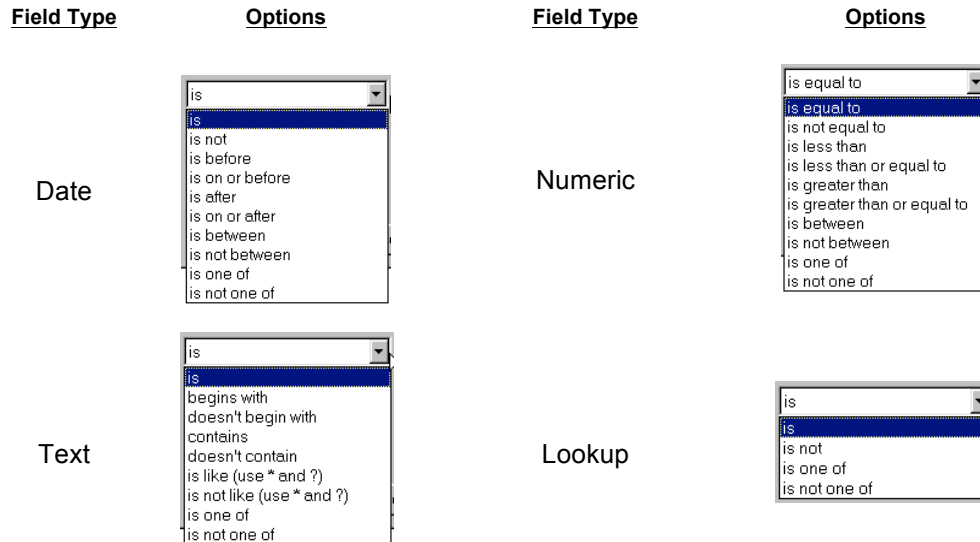 Field Type
Options
Field Type
Options
Date
is
is
is not
is before
is on or before
is after
is on or after
is between
is not between
is one of
is not one of
Numeric
is equal to
is equal to
is not equal to
is less than
is less than or equal to
is greater than
is greater than or equal to
is between
is not between
is one of
is not one of
Text
is
is
begins with
doesn't begin with
contains
doesn't contain
is like (use * and ?)
is not like (use * and ?)
is one of
is not one of
Lookup
is
is
is not
is one of
is not one of